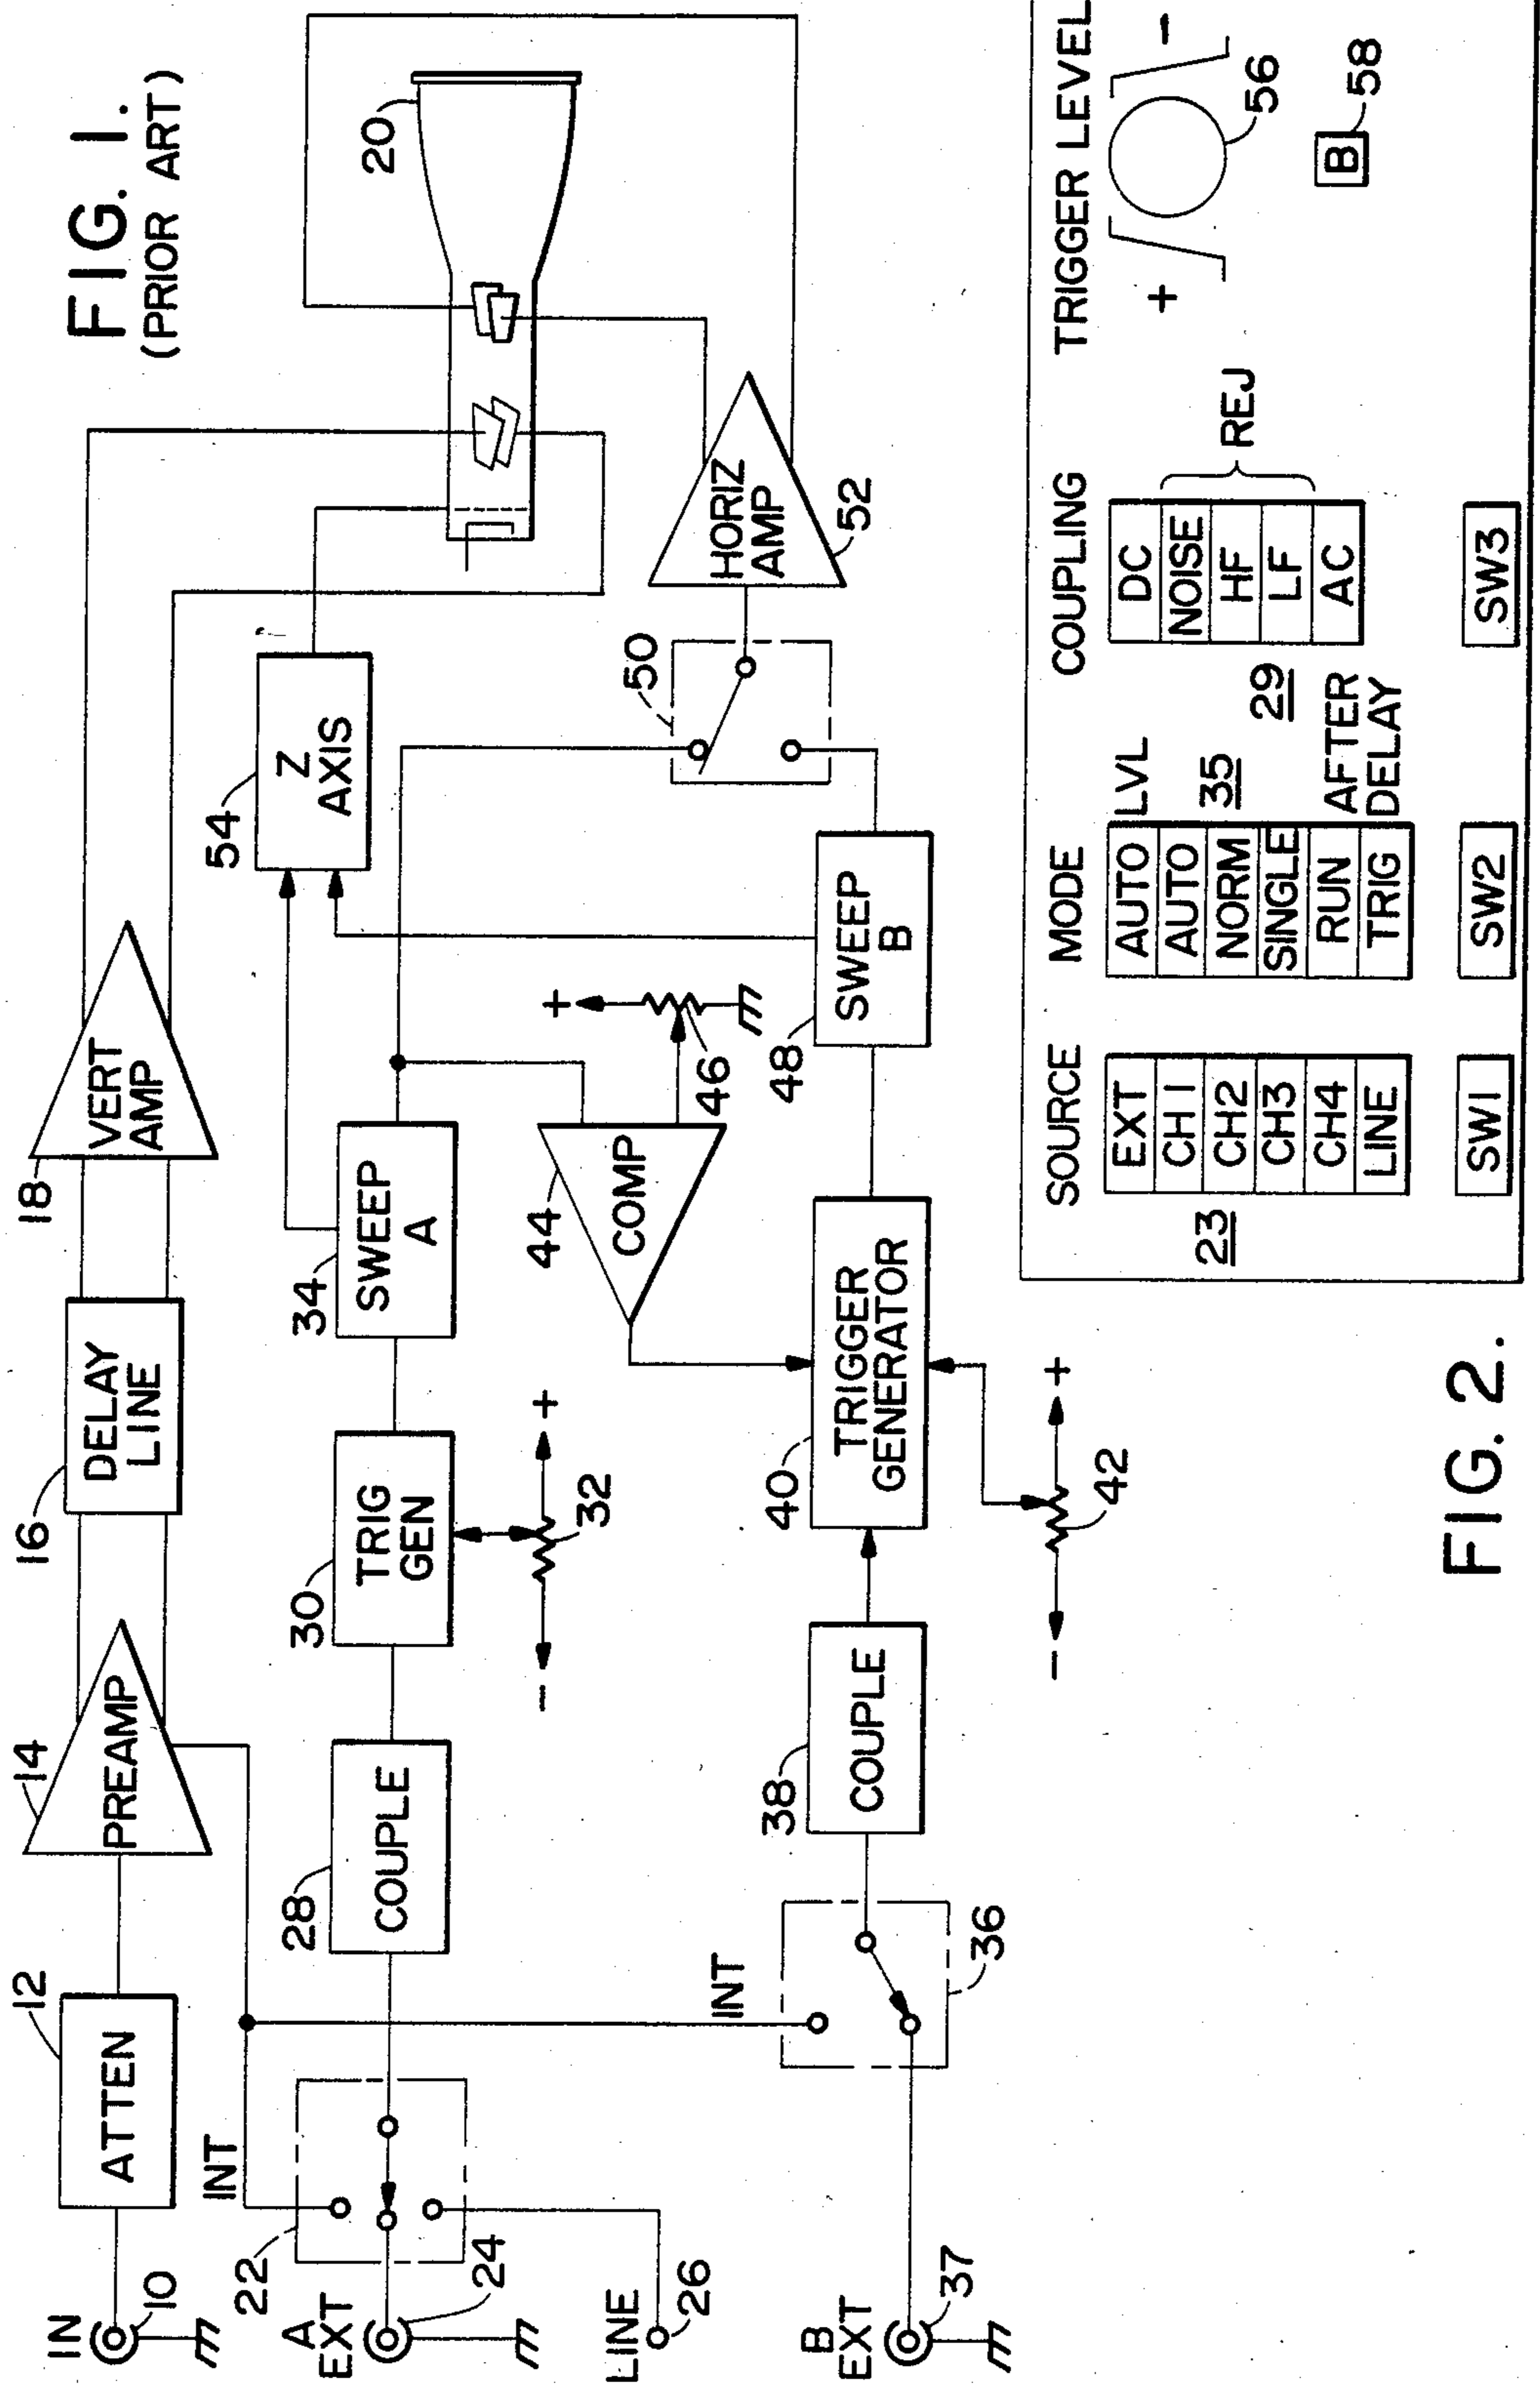 FIG. 1.
(PRIOR ART)
IN
10
12
ATTEN
14
PREAMP
16
DELAY
LINE
18
VERT
AMP
20
INT
22
A
EXT
24
LINE
26
28
COUPLE
30
TRIG
GEN
- +
32
34
SWEEP
A
54
Z
AXIS
44
COMP
+
46
50
HORIZ
AMP
52
INT
36
B
EXT
37
38
COUPLE
40
TRIGGER
GENERATOR
- +
42
48
SWEEP
B
FIG. 2.
SOURCE
23
EXT
CH 1
CH2
CH3
CH4
LINE
SW1
MODE
AUTO LVL
AUTO
NORM
SINGLE
RUN
TRIG
35
AFTER
DELAY
SW2
COUPLING
29
DC
NOISE
HF
LF
AC
REJ
SW3
TRIGGER LEVEL
+ -
56
B
58